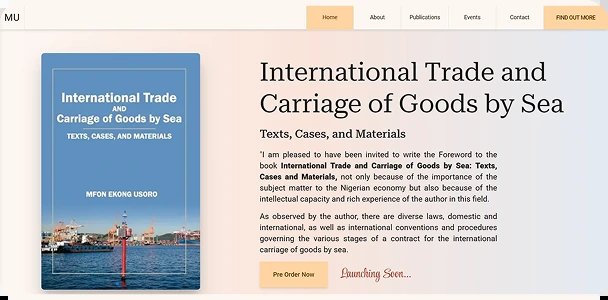 MU
Home
About
Publications
Events
Contact
FIND OUT MORE
International Trade
AND
Carriage of Goods by Sea
TEXTS, CASES, AND MATERIALS
MFON EKONG USORO
International Trade and
Carriage of Goods by Sea
Texts, Cases, and Materials
"I am pleased to have been invited to write the Foreword to the
book International Trade and Carriage of Goods by Sea: Texts,
Cases and Materials, not only because of the importance of the
subject matter to the Nigerian economy but also because of the
intellectual capacity and rich experience of the author in this field.
As observed by the author, there are diverse laws, domestic and
international, as well as international conventions and procedures
governing the various stages of a contract for the international
carriage of goods by sea.
Pre Order Now
Launching Soon...